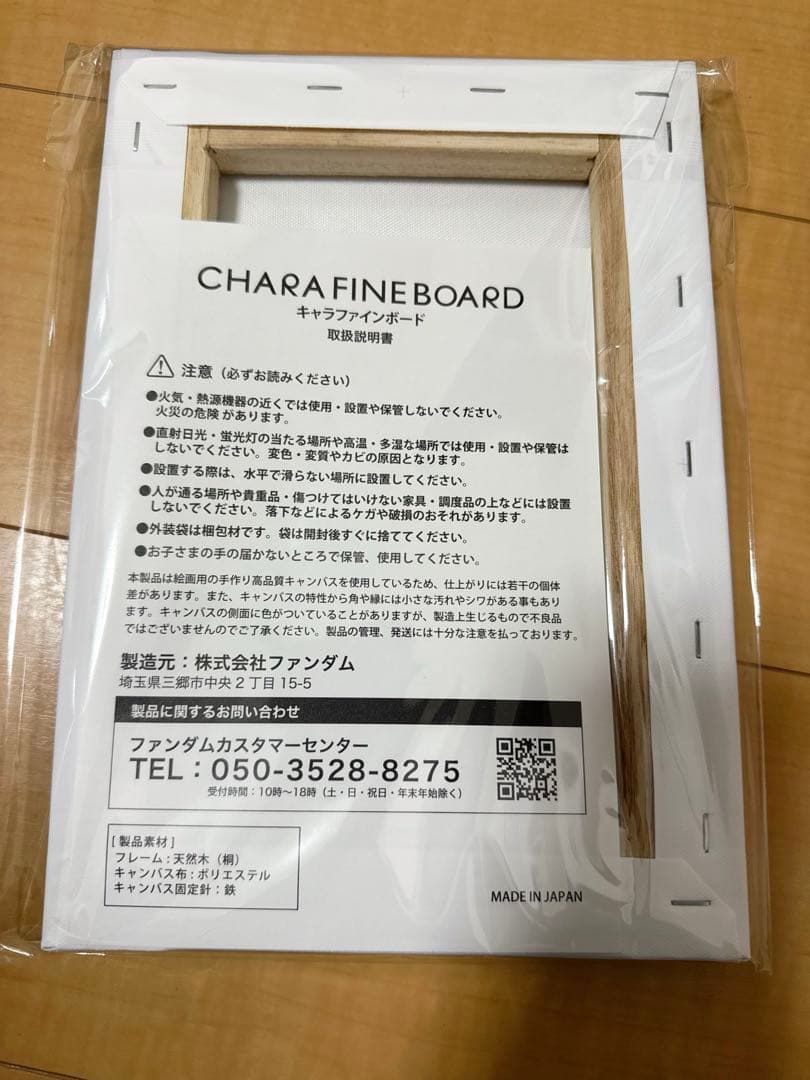 CHARA FINE BOARD
キャラファインボード
取扱説明書
注意（必ずお読みください）
●火気・熱源機器の近くでは使用・設置や保管しないでください。
火災の危険 があります。
●直射日光・蛍光灯の当たる場所や高温・多湿な場所では使用・設置や保管は
しないでください。変色・変質やカビの原因となります。
●設置する際は、水平で滑らない場所に設置してください。
●人が通る場所や貴重品・傷つけてはいけない家具・調度品の上などには設置
しないでください。落下などによるケガや破損のおそれがあります。
●外装袋は梱包材です。袋は開封後すぐに捨ててください。
●お子さまの手の届かないところで保管、使用してください。
本製品は絵画用の手作り高品質キャンバスを使用しているため、仕上がりには若干の個体
差があります。また、キャンバスの特性から角や縁には小さな汚れやシワがある事もあり
ます。キャンバスの側面に色がついていることがありますが、製造上生じるもので不良品
ではございませんのでご了承ください。製品の管理、発送には十分な注意を払っております。
製造元：株式会社ファンダム
埼玉県三郷市中央２丁目 15-5
製品に関するお問い合わせ
ファンダムカスタマーセンター
TEL：050-3528-8275
受付時間：10時～18時（土・日・祝日・年末年始除く）
[ 製品素材 ]
フレーム：天然木（桐）
キャンバス布：ポリエステル
キャンバス固定針：鉄
MADE IN JAPAN